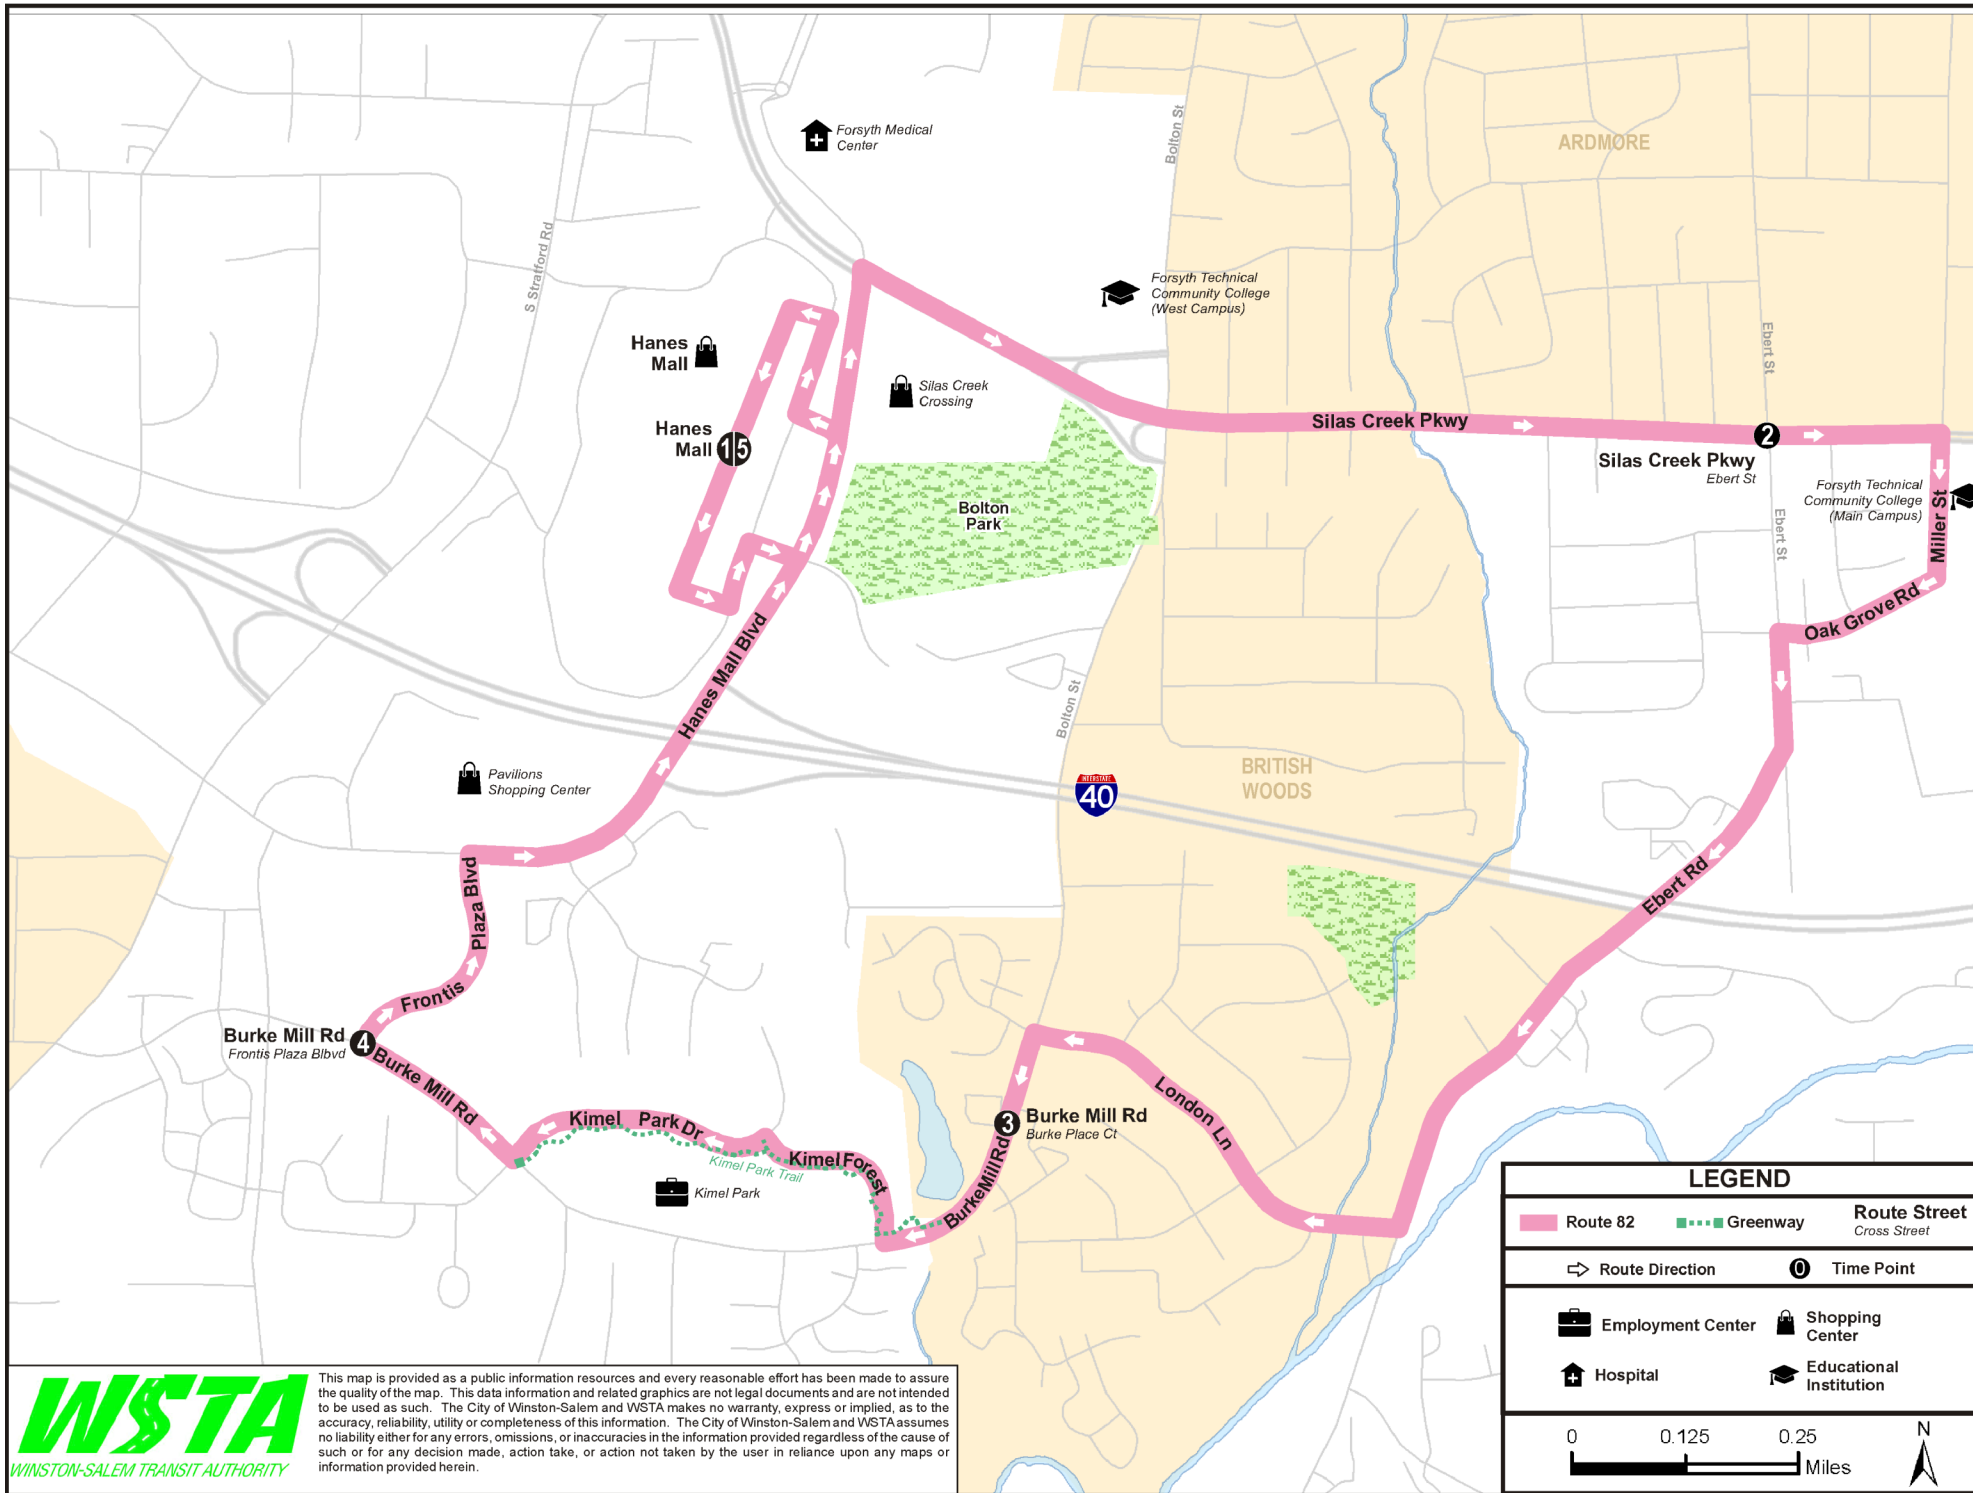 Forsyth Medical
Center
Bolton St
ARDMORE
S Stratford Rd
Forsyth Technical
Community College
(West Campus)
Hanes
Mall
Silas Creek
Crossing
Ebert St
Hanes
Mall
1 5
Silas Creek Pkwy
2
Silas Creek Pkwy
Ebert St
Forsyth Technical
Community College
(Main Campus)
Miller St
Ebert St
Bolton
Park
Oak Grove Rd
Hanes Mall Blvd
Bolton St
BRITISH
WOODS
INTERSTATE
40
Pavilions
Shopping Center
Ebert Rd
Plaza Blvd
Frontis
Burke Mill Rd
Frontis Plaza Blbvd
4
Burke Mill Rd
Kimel Park Dr
Kimel Park Trail
Kimel Forest
Kimel Park
London Ln
3
Burke Mill Rd
Burke Place Ct
Burke Mill Rd
LEGEND
Route 82
Greenway
Route Street
Cross Street
Route Direction
0
Time Point
Employment Center
Shopping
Center
Hospital
Educational
Institution
0 0.125 0.25
Miles
N
WSTA
WINSTON-SALEM TRANSIT AUTHORITY
This map is provided as a public information resources and every reasonable effort has been made to assure
the quality of the map. This data information and related graphics are not legal documents and are not intended
to be used as such. The City of Winston-Salem and WSTA makes no warranty, express or implied, as to the
accuracy, reliability, utility or completeness of this information. The City of Winston-Salem and WSTA assumes
no liability either for any errors, omissions, or inaccuracies in the information provided regardless of the cause of
such or for any decision made, action take, or action not taken by the user in reliance upon any maps or
information provided herein.